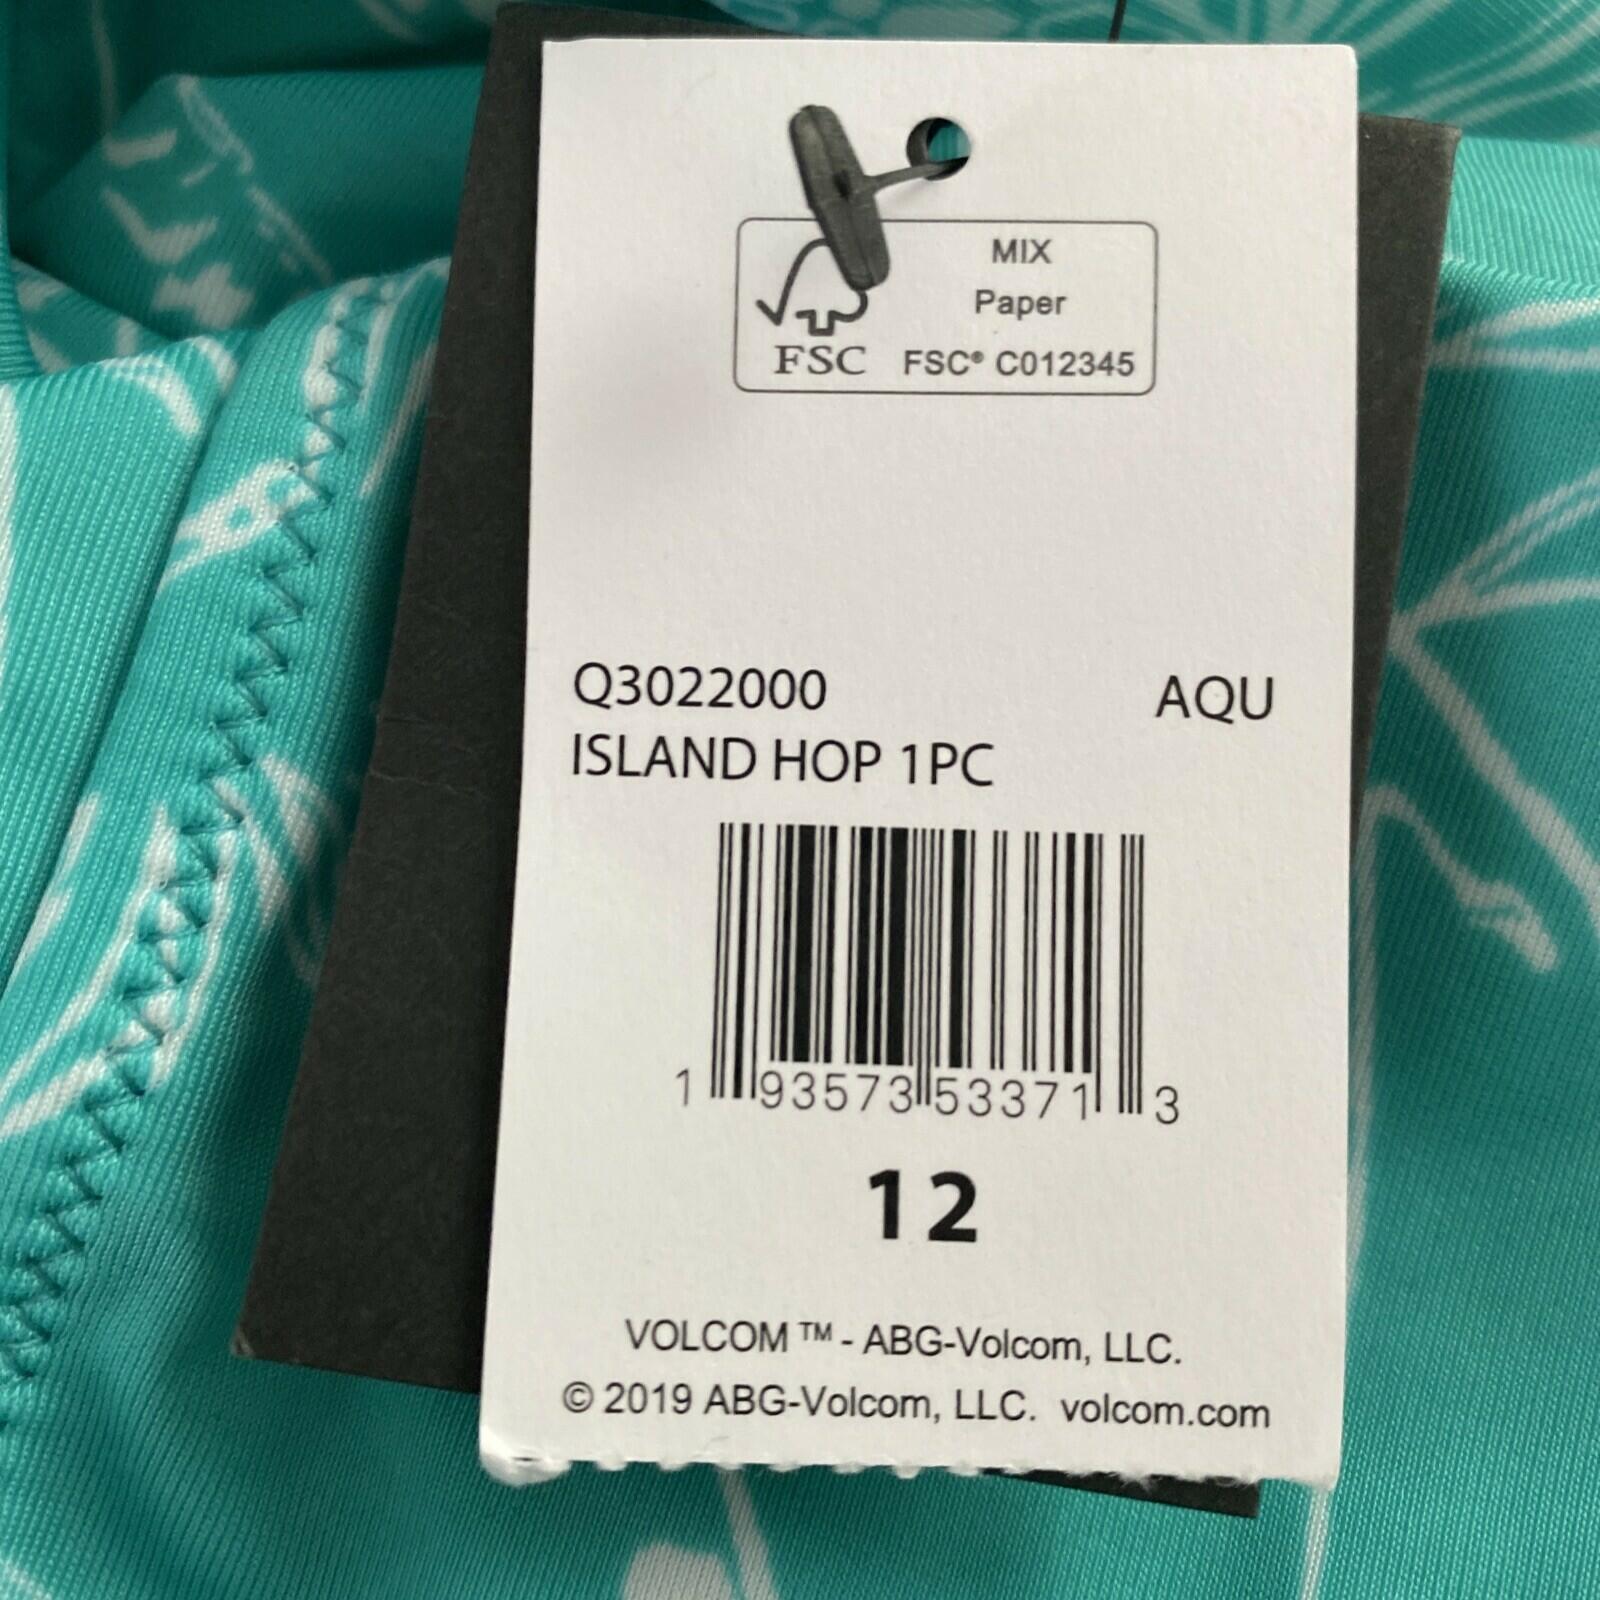 MIX
Paper
FSC FSC® C012345
Q3022000 AQU
ISLAND HOP 1PC
1 93573 53371 3
12
VOLCOM ™ - ABG-Volcom, LLC.
© 2019 ABG-Volcom, LLC. volcom.com